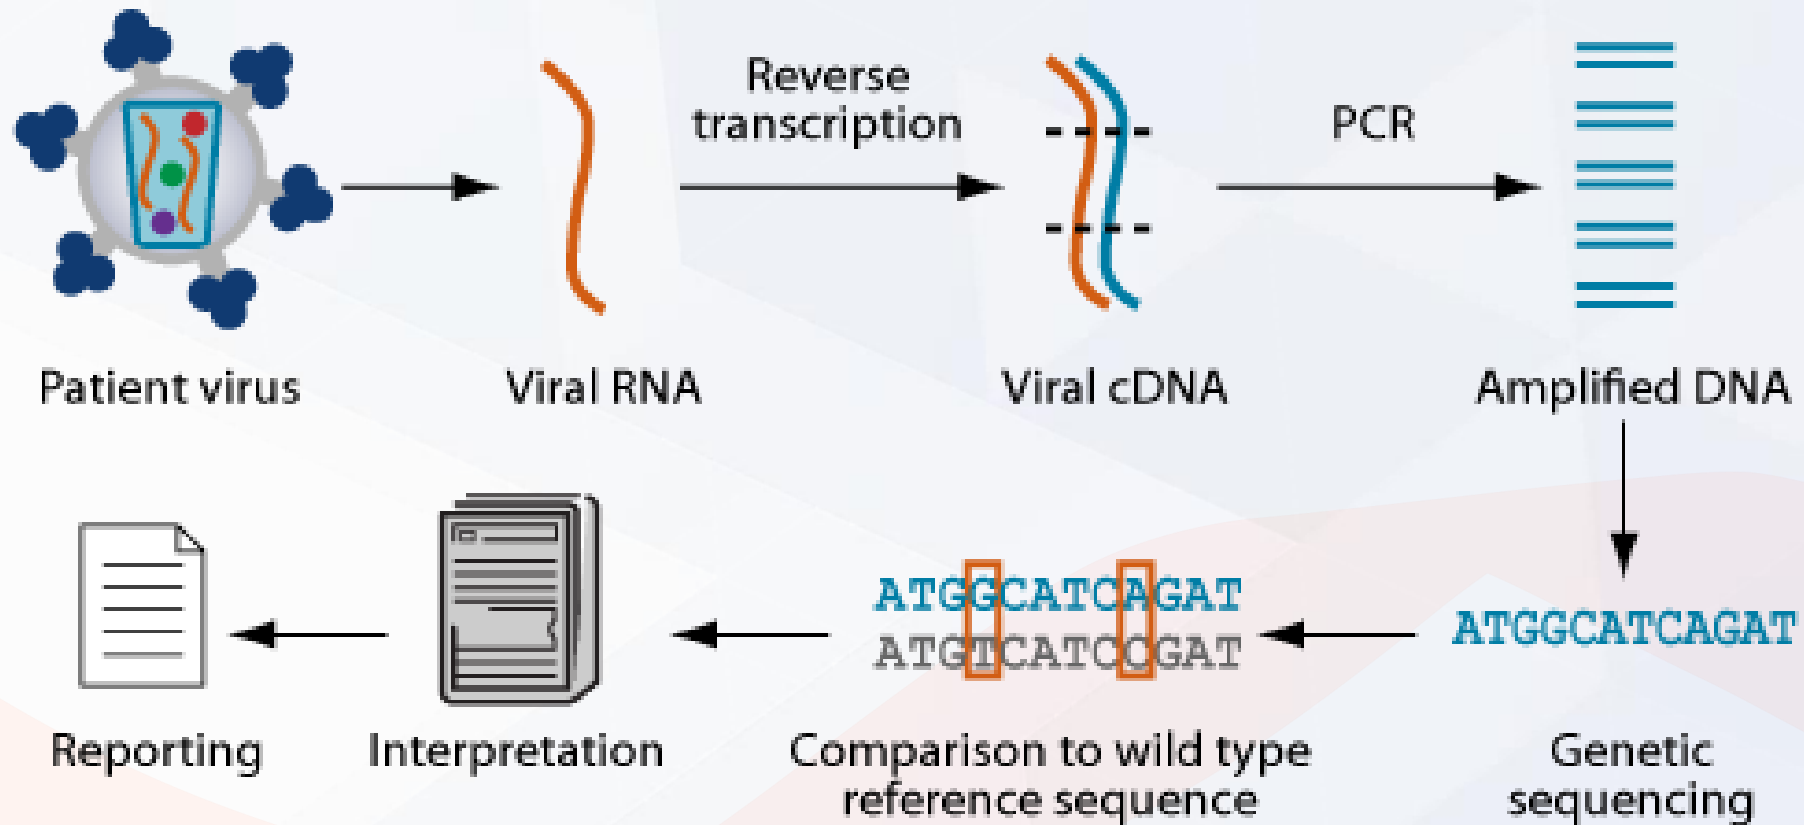 Reverse
transcription
PCR
Patient virus
Viral RNA
Viral cDNA
Amplified DNA
ATGGCATCAGAT
ATGTCATCCGAT
ATGGCATCAGAT
Reporting
Interpretation
Comparison to wild type
reference sequence
Genetic
sequencing